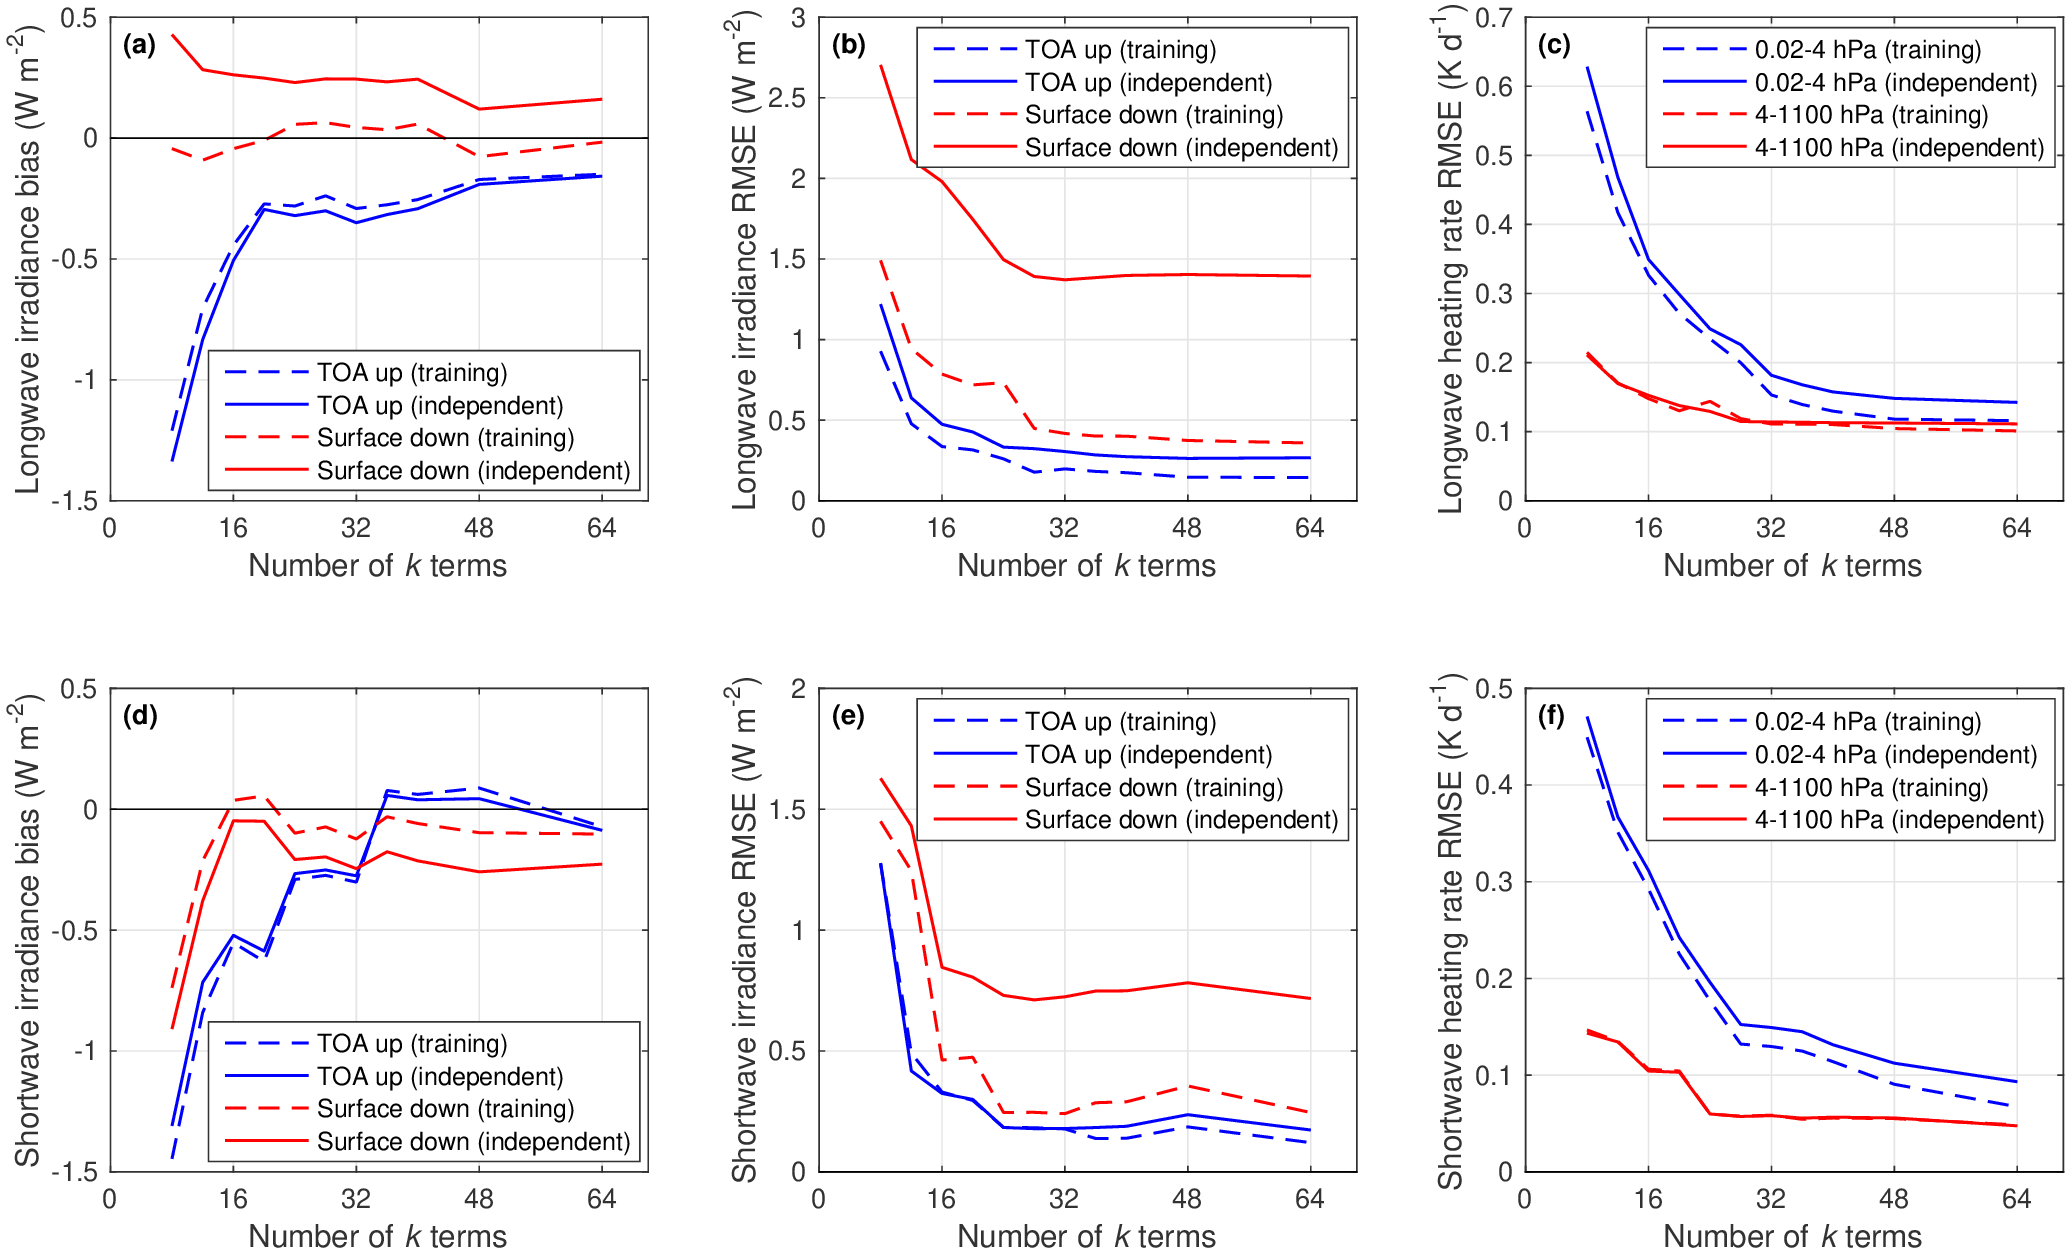 (a)
Longwave irradiance bias (W m-2)
0.5
0
-0.5
-1
-1.5
TOA up (training)
TOA up (independent)
Surface down (training)
Surface down (independent)
0 16 32 48 64
Number of k terms
(b)
Longwave irradiance RMSE (W m-2)
3
2.5
2
1.5
1
0.5
0
TOA up (training)
TOA up (independent)
Surface down (training)
Surface down (independent)
0 16 32 48 64
Number of k terms
(c)
Longwave heating rate RMSE (K d-1)
0.7
0.6
0.5
0.4
0.3
0.2
0.1
0
0.02-4 hPa (training)
0.02-4 hPa (independent)
4-1100 hPa (training)
4-1100 hPa (independent)
0 16 32 48 64
Number of k terms
(d)
Shortwave irradiance bias (W m-2)
0.5
0
-0.5
-1
-1.5
TOA up (training)
TOA up (independent)
Surface down (training)
Surface down (independent)
0 16 32 48 64
Number of k terms
(e)
Shortwave irradiance RMSE (W m-2)
2
1.5
1
0.5
0
TOA up (training)
TOA up (independent)
Surface down (training)
Surface down (independent)
0 16 32 48 64
Number of k terms
(f)
Shortwave heating rate RMSE (K d-1)
0.5
0.4
0.3
0.2
0.1
0
0.02-4 hPa (training)
0.02-4 hPa (independent)
4-1100 hPa (training)
4-1100 hPa (independent)
0 16 32 48 64
Number of k terms